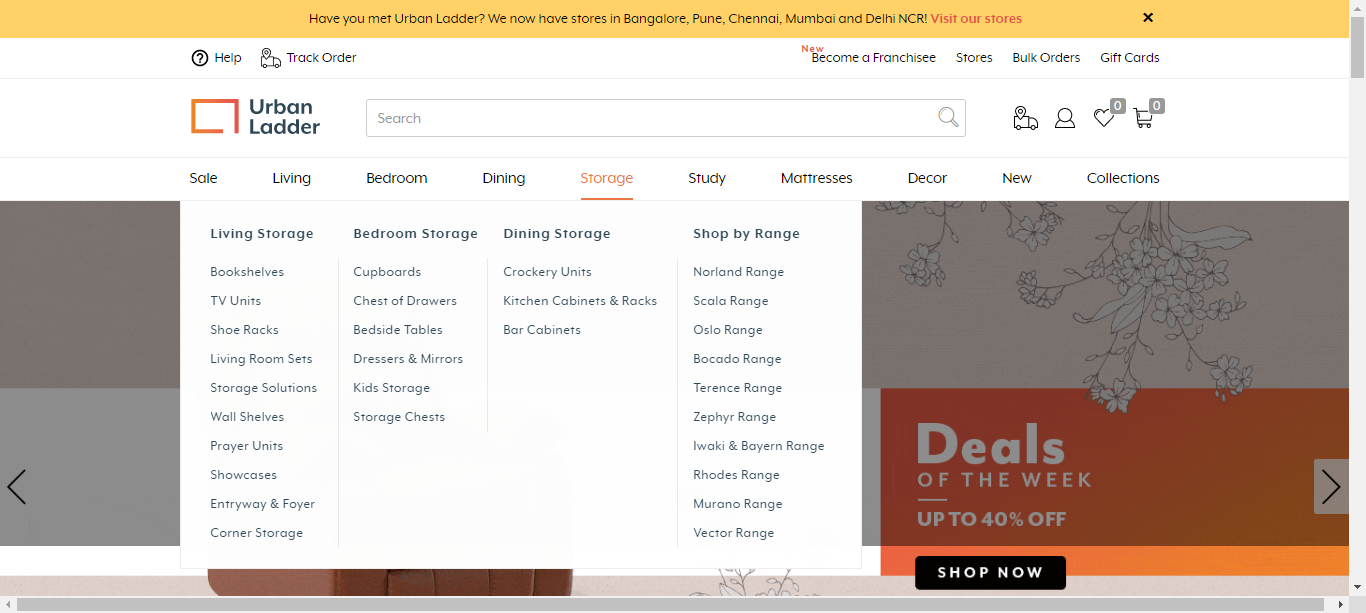 Have you met Urban Ladder? We now have stores in Bangalore, Pune, Chennai, Mumbai and Delhi NCR! Visit our stores
Help
Track Order
New
Become a Franchisee
Stores
Bulk Orders
Gift Cards
Urban
Ladder
Search
0
0
Sale
Living
Bedroom
Dining
Storage
Study
Mattresses
Decor
New
Collections
Living Storage
Bookshelves
TV Units
Shoe Racks
Living Room Sets
Storage Solutions
Wall Shelves
Prayer Units
Showcases
Entryway & Foyer
Corner Storage
Bedroom Storage
Cupboards
Chest of Drawers
Bedside Tables
Dressers & Mirrors
Kids Storage
Storage Chests
Dining Storage
Crockery Units
Kitchen Cabinets & Racks
Bar Cabinets
Shop by Range
Norland Range
Scala Range
Oslo Range
Bocado Range
Terence Range
Zephyr Range
Iwaki & Bayern Range
Rhodes Range
Murano Range
Vector Range
Deals
OF THE WEEK
UP TO 40% OFF
SHOP NOW